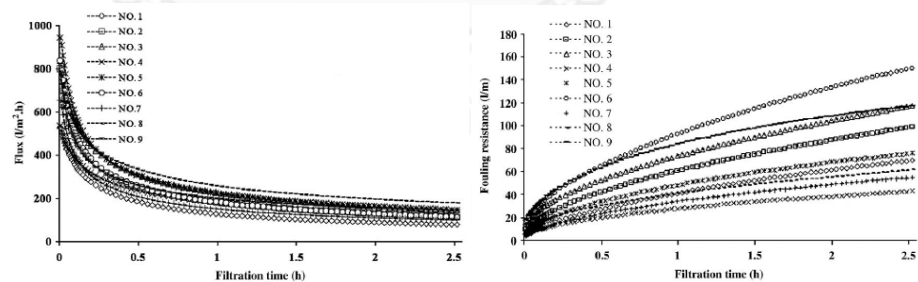 1000
800
600
400
200
0
Flux (l/m².h)
0 0.5 1 1.5 2 2.5
Filtration time (h)
NO. 1
NO. 2
NO. 3
NO. 4
NO. 5
NO. 6
NO.7
NO. 8
NO. 9
180
160
140
120
100
80
60
40
20
0
Fouling resistance (l/m)
0 0.5 1 1.5 2 2.5
Filtration time (h)
NO. 1
NO. 2
NO. 3
NO. 4
NO. 5
NO. 6
NO. 7
NO. 8
NO. 9